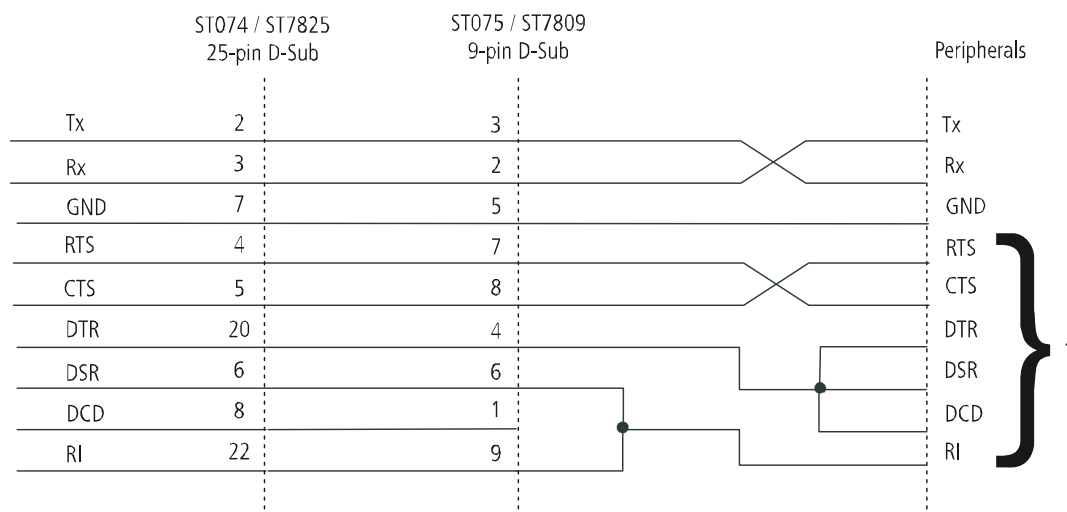 ST074 / ST7825 ST075 / ST7809
25-pin D-Sub 9-pin D-Sub Peripherals
Tx 2 3 Tx
Rx 3 2 Rx
GND 7 5 GND
RTS 4 7 RTS
CTS 5 8 CTS
DTR 20 4 DTR
DSR 6 6 DSR
DCD 8 1 DCD
RI 22 9 RI